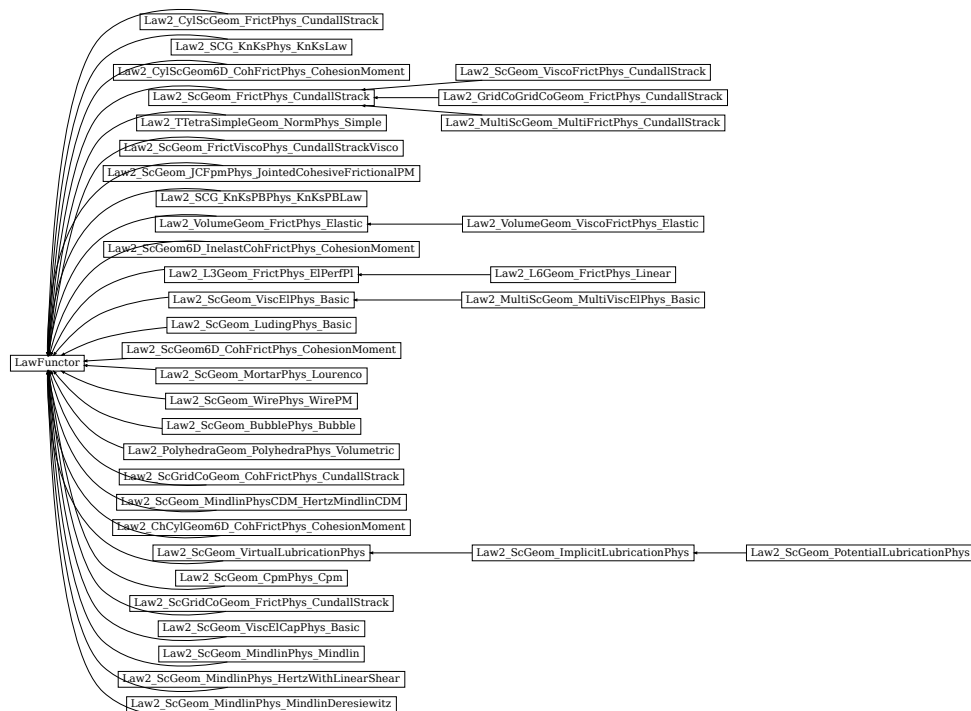 Law2_CylScGeom_FrictPhys_CundallStrack
Law2_SCG_KnKsPhys_KnKsLaw
Law2_CylScGeom6D_CohFrictPhys_CohesionMoment
Law2_ScGeom_ViscoFrictPhys_CundallStrack
Law2_ScGeom_FrictPhys_CundallStrack
Law2_GridCoGridCoGeom_FrictPhys_CundallStrack
Law2_TTetraSimpleGeom_NormPhys_Simple
Law2_MultiScGeom_MultiFrictPhys_CundallStrack
Law2_ScGeom_FrictViscoPhys_CundallStrackVisco
Law2_ScGeom_JCFpmPhys_JointedCohesiveFrictionalPM
Law2_SCG_KnKsPBPhys_KnKsPBLaw
Law2_VolumeGeom_FrictPhys_Elastic
Law2_VolumeGeom_ViscoFrictPhys_Elastic
Law2_ScGeom6D_InelastCohFrictPhys_CohesionMoment
Law2_L3Geom_FrictPhys_ElPerfPl
Law2_L6Geom_FrictPhys_Linear
Law2_ScGeom_ViscElPhys_Basic
Law2_MultiScGeom_MultiViscElPhys_Basic
Law2_ScGeom_LudingPhys_Basic
Law2_ScGeom6D_CohFrictPhys_CohesionMoment
LawFunctor
Law2_ScGeom_MortarPhys_Lourenco
Law2_ScGeom_WirePhys_WirePM
Law2_ScGeom_BubblePhys_Bubble
Law2_PolyhedraGeom_PolyhedraPhys_Volumetric
Law2_ScGridCoGeom_CohFrictPhys_CundallStrack
Law2_ScGeom_MindlinPhysCDM_HertzMindlinCDM
Law2_ChCylGeom6D_CohFrictPhys_CohesionMoment
Law2_ScGeom_VirtualLubricationPhys
Law2_ScGeom_ImplicitLubricationPhys
Law2_ScGeom_PotentialLubricationPhys
Law2_ScGeom_CpmPhys_Cpm
Law2_ScGridCoGeom_FrictPhys_CundallStrack
Law2_ScGeom_ViscElCapPhys_Basic
Law2_ScGeom_MindlinPhys_Mindlin
Law2_ScGeom_MindlinPhys_HertzWithLinearShear
Law2_ScGeom_MindlinPhys_MindlinDeresiewitz